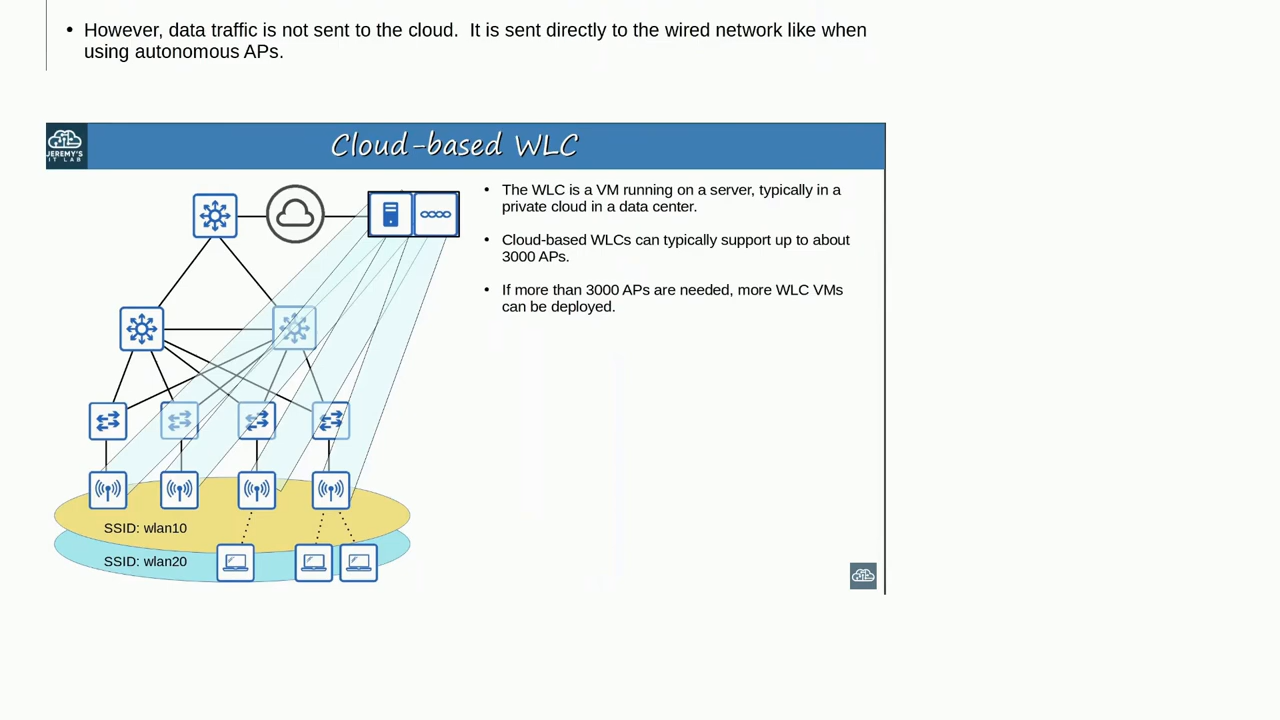 • However, data traffic is not sent to the cloud.  It is sent directly to the wired network like when
using autonomous APs.
JEREMY'S
IT LAB
Cloud-based WLC
• The WLC is a VM running on a server, typically in a
private cloud in a data center.
• Cloud-based WLCs can typically support up to about
3000 APs.
• If more than 3000 APs are needed, more WLC VMs
can be deployed.
SSID: wlan10
SSID: wlan20